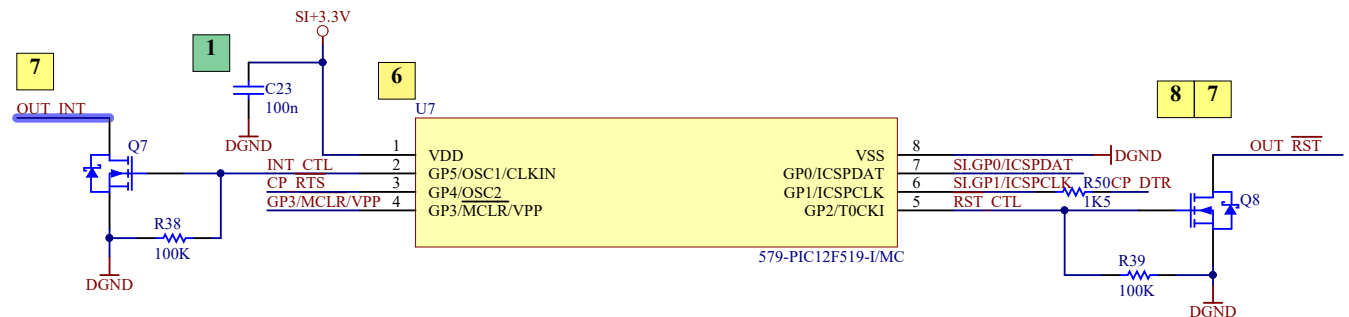 SI+3.3V
7
1
C23
100n
DGND
6
U7
8 7
OUT_INT
Q7
INT_CTL
CP_RTS
GP3/MCLR/VPP
R38
100K
DGND
1 VDD
2 GP5/OSC1/CLKIN
3 GP4/OSC2
4 GP3/MCLR/VPP
VSS 8
GP0/ICSPDAT 7
GP1/ICSPCLK 6
GP2/T0CKI 5
579-PIC12F519-I/MC
DGND
SI.GP0/ICSPDAT
SI.GP1/ICSPCLK R50 CP_DTR
RST_CTL 1K5
OUT_RST
Q8
R39
100K
DGND